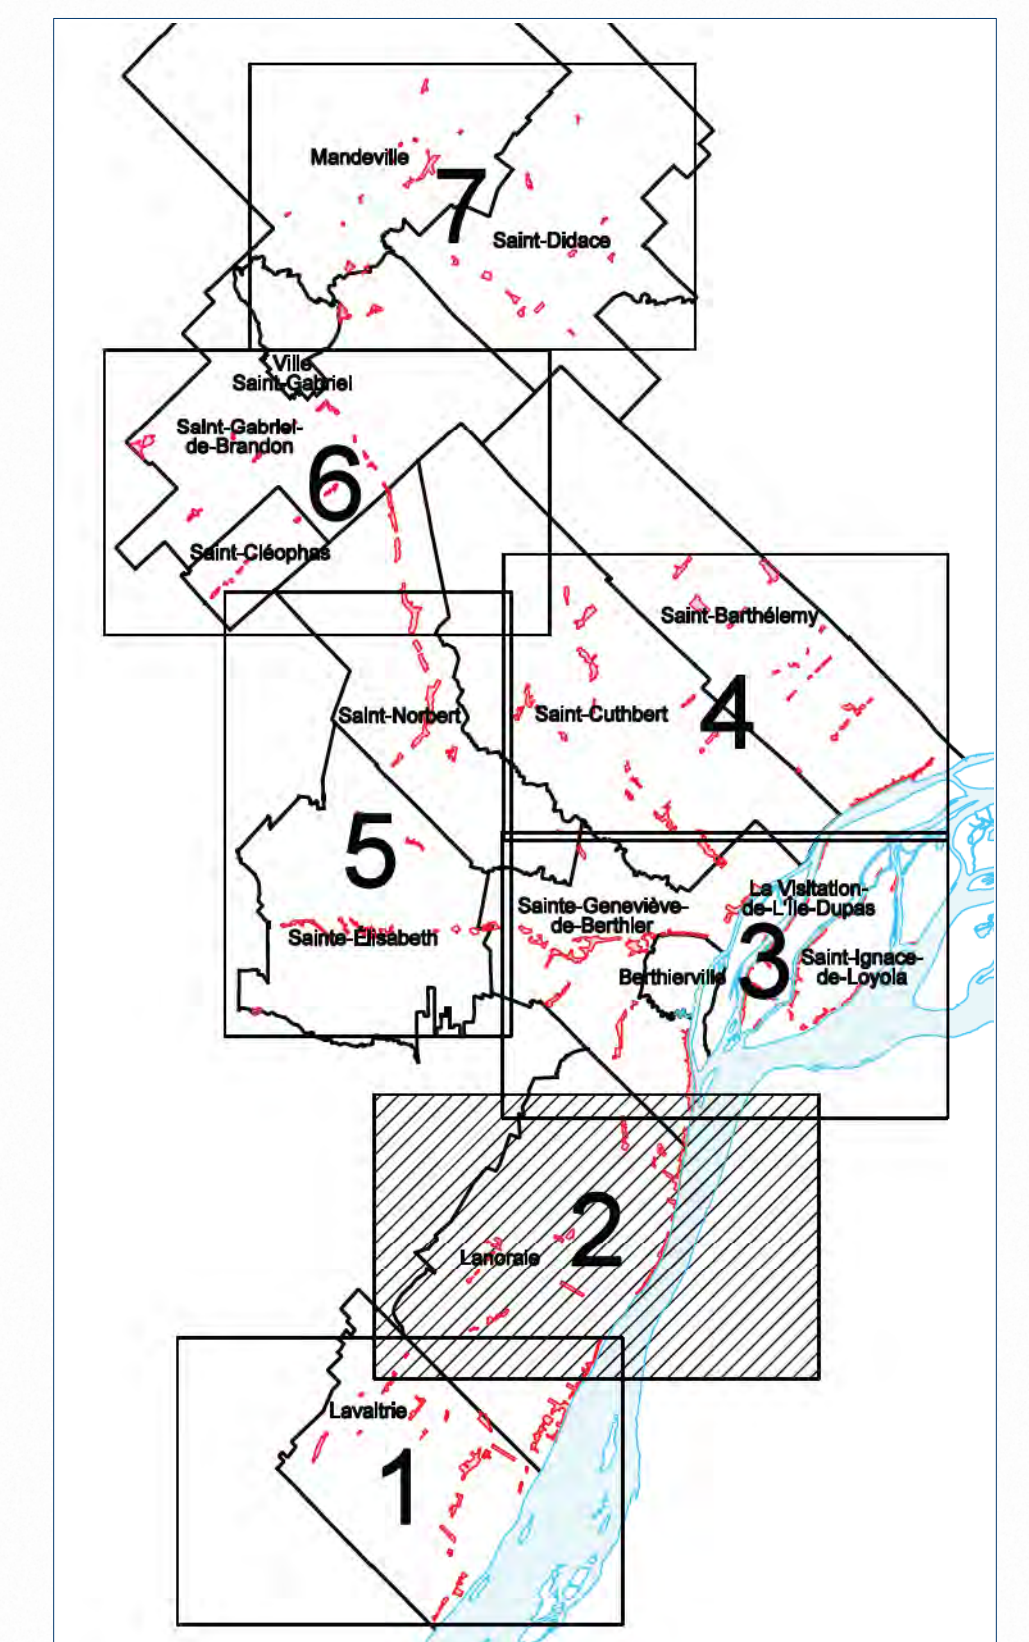 Mandeville
7
Saint-Didace
Ville
Saint-Gabriel
Saint-Gabriel-
de-Brandon
6
Saint-Cléophas
Saint-Barthélemy
4
Saint-Cuthbert
Saint-Norbert
5
Sainte-Élisabeth
Sainte-Geneviève-
de-Berthier
La Visitation-
de-L'Île-Dupas
3
Saint-Ignace-
de-Loyola
Berthierville
2
Lanoraie
Lavaltrie
1